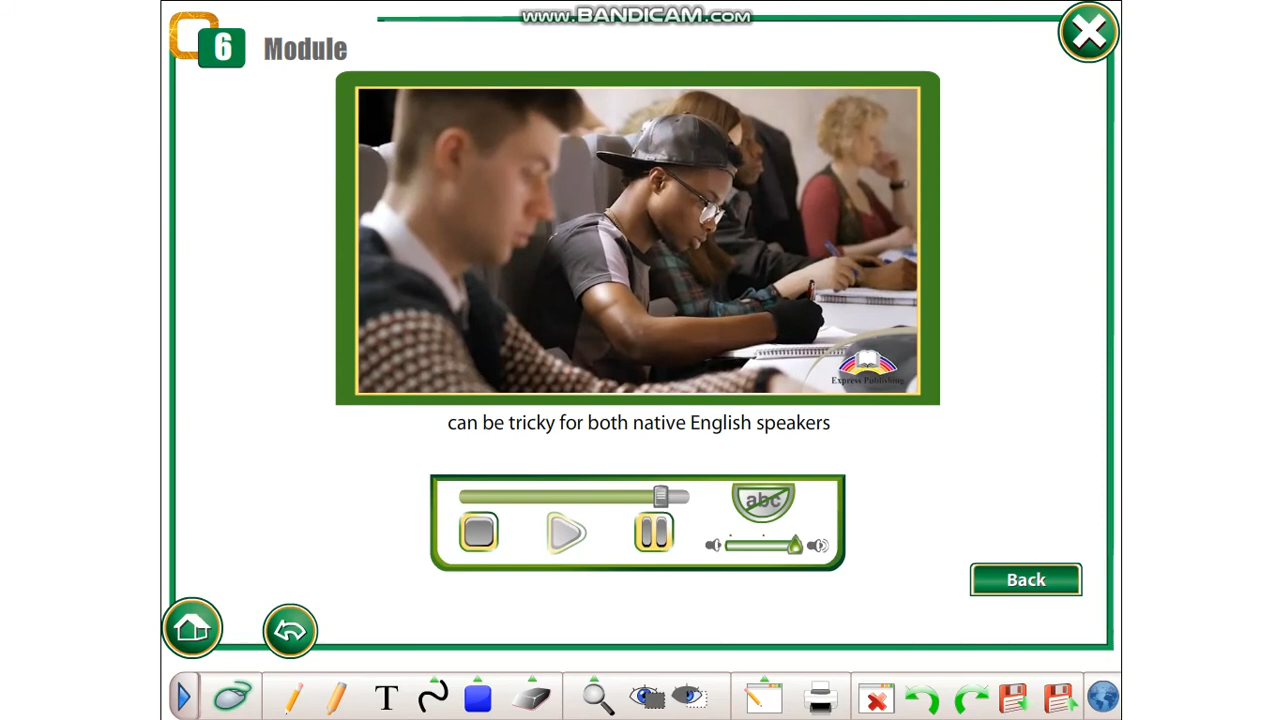 www.BANDICAM.com
6 Module
Express Publishing
can be tricky for both native English speakers
abc
Back
T